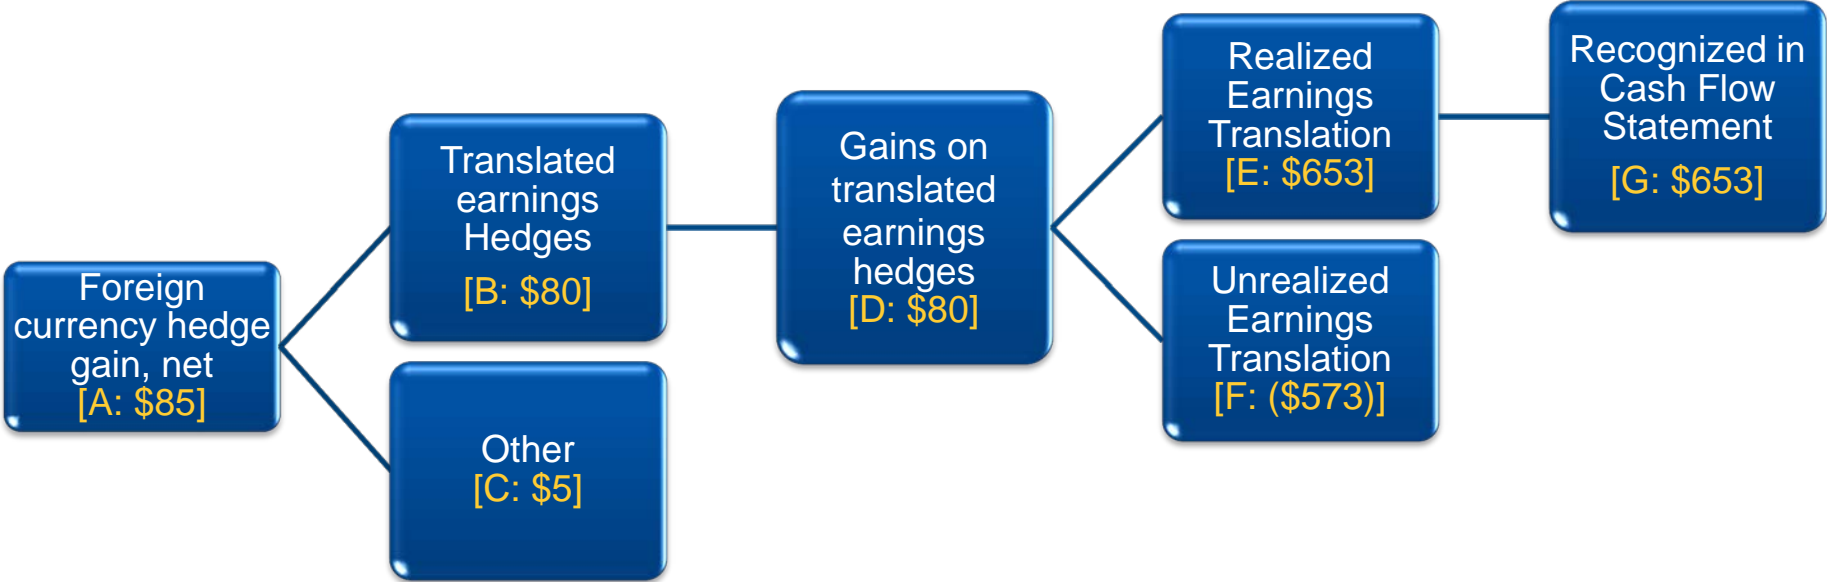 Foreign
currency hedge
gain, net
[A: $85]
Translated
earnings
Hedges
[B: $80]
Other
[C: $5]
Gains on
translated
earnings
hedges
[D: $80]
Realized
Earnings
Translation
[E: $653]
Unrealized
Earnings
Translation
[F: ($573)]
Recognized in
Cash Flow
Statement
[G: $653]